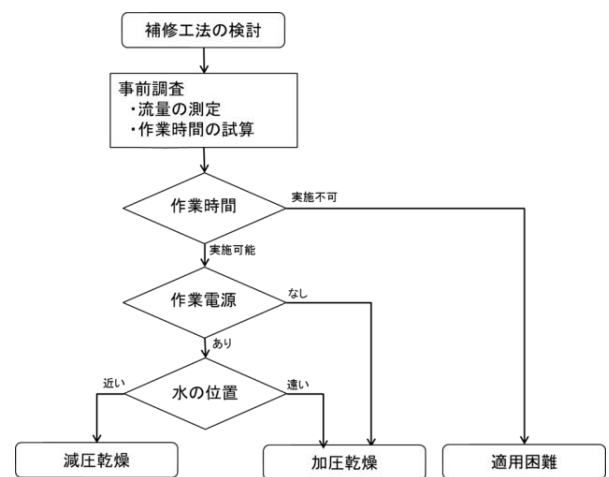 補修工法の検討
事前調査
・流量の測定
・作業時間の試算
作業時間
実施不可
実施可能
作業電源
なし
あり
近い
水の位置
遠い
減圧乾燥
加圧乾燥
適用困難